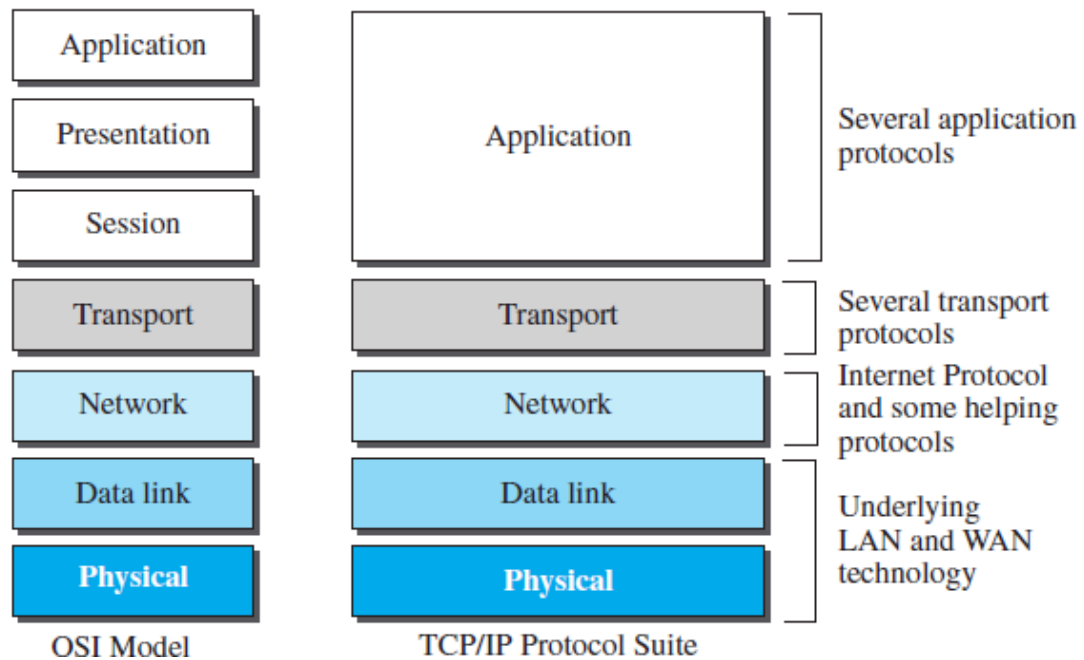 Application
Presentation
Session
Transport
Network
Data link
Physical
OSI Model
Application
Transport
Network
Data link
Physical
TCP/IP Protocol Suite
Several application
protocols
Several transport
protocols
Internet Protocol
and some helping
protocols
Underlying
LAN and WAN
technology